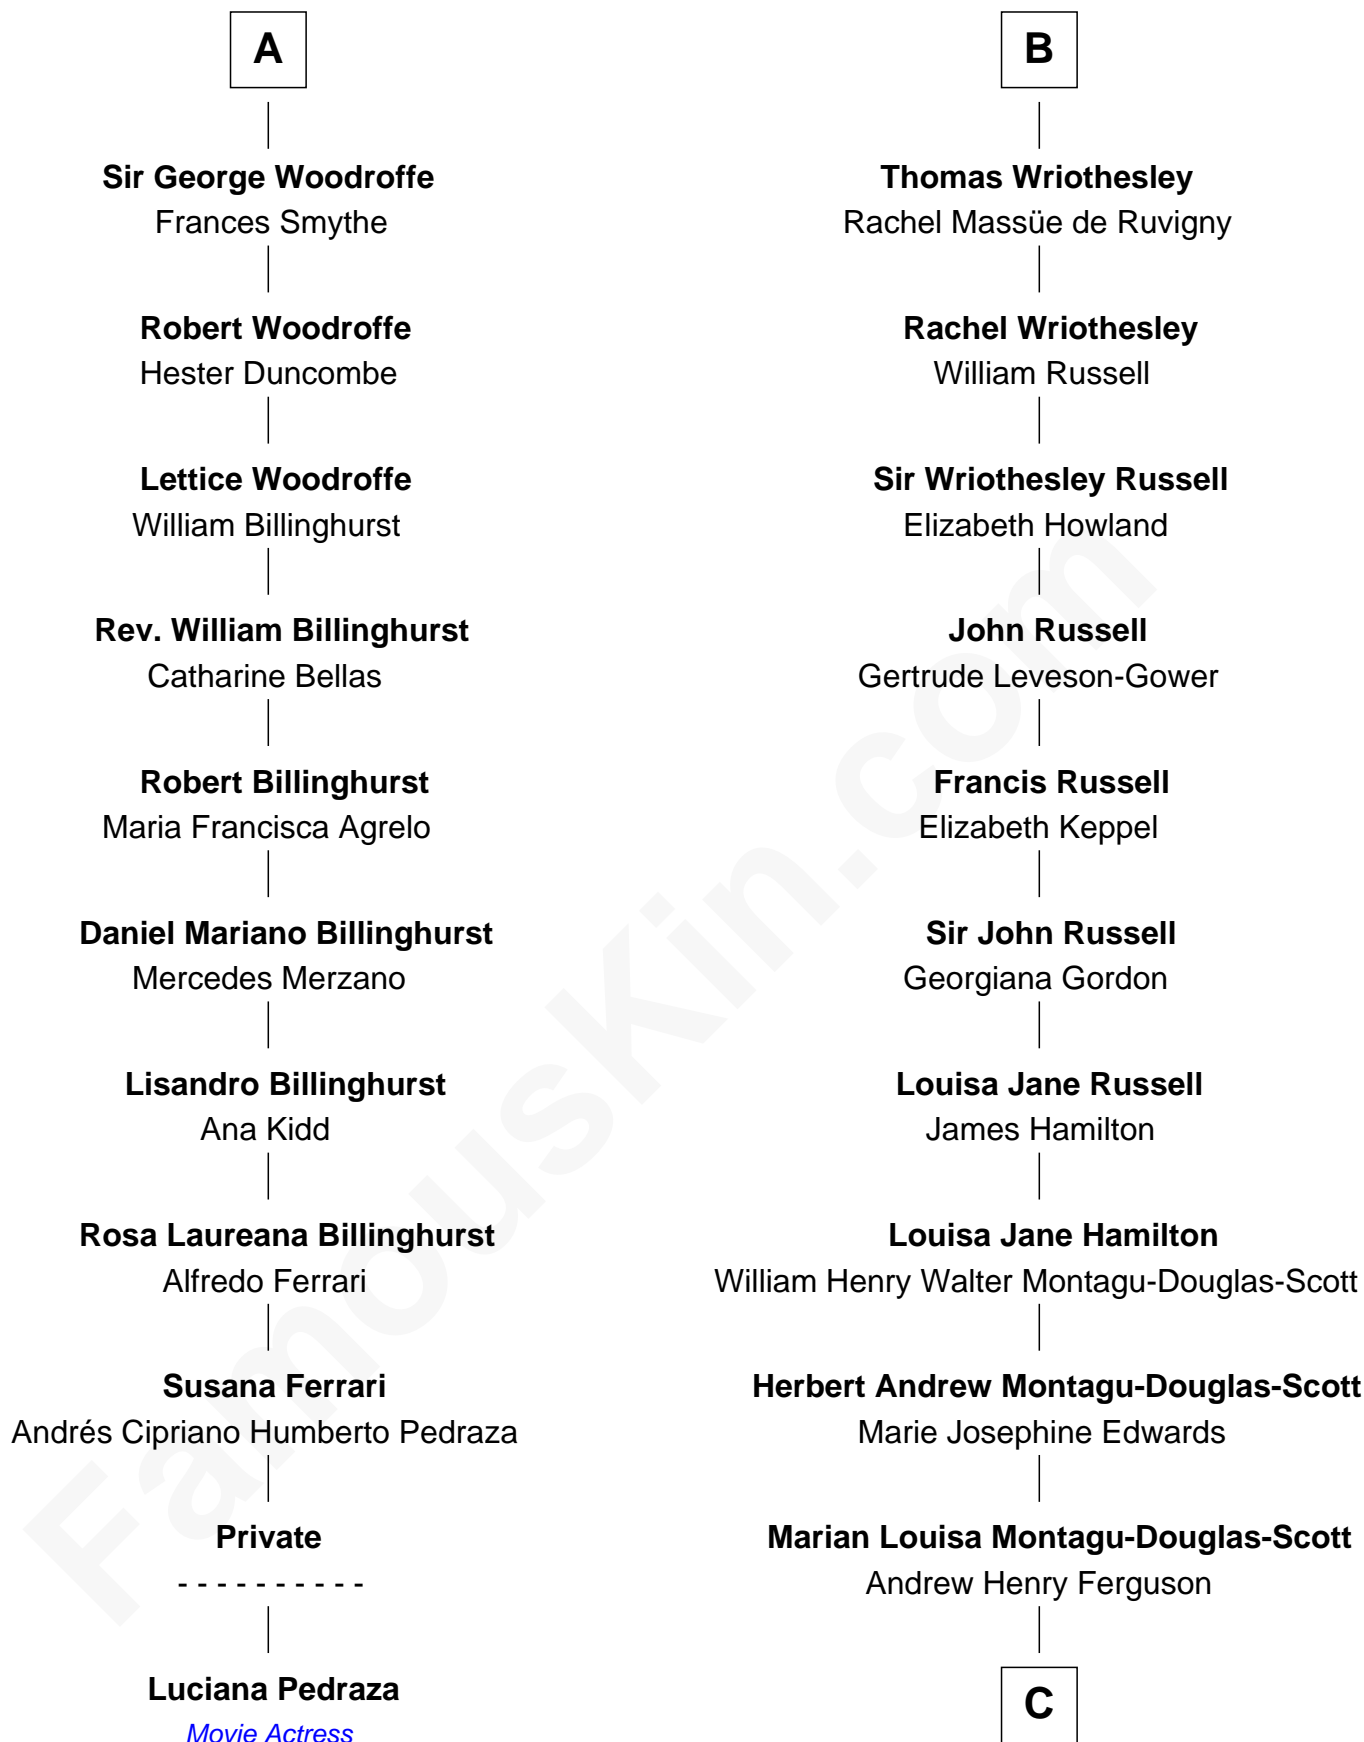 A
Sir George Woodroffe
Frances Smythe
Robert Woodroffe
Hester Duncombe
Lettice Woodroffe
William Billinghurst
Rev. William Billinghurst
Catharine Bellas
Robert Billinghurst
Maria Francisca Agrelo
Daniel Mariano Billinghurst
Mercedes Merzano
Lisandro Billinghurst
Ana Kidd
Rosa Laureana Billinghurst
Alfredo Ferrari
Susana Ferrari
Andrés Cipriano Humberto Pedraza
Private
- - - - - - - - - -
Luciana Pedraza
Movie Actress
B
Thomas Wriothesley
Rachel Massüe de Ruvigny
Rachel Wriothesley
William Russell
Sir Wriothesley Russell
Elizabeth Howland
John Russell
Gertrude Leveson-Gower
Francis Russell
Elizabeth Keppel
Sir John Russell
Georgiana Gordon
Louisa Jane Russell
James Hamilton
Louisa Jane Hamilton
William Henry Walter Montagu-Douglas-Scott
Herbert Andrew Montagu-Douglas-Scott
Marie Josephine Edwards
Marian Louisa Montagu-Douglas-Scott
Andrew Henry Ferguson
C
FamousKin.com